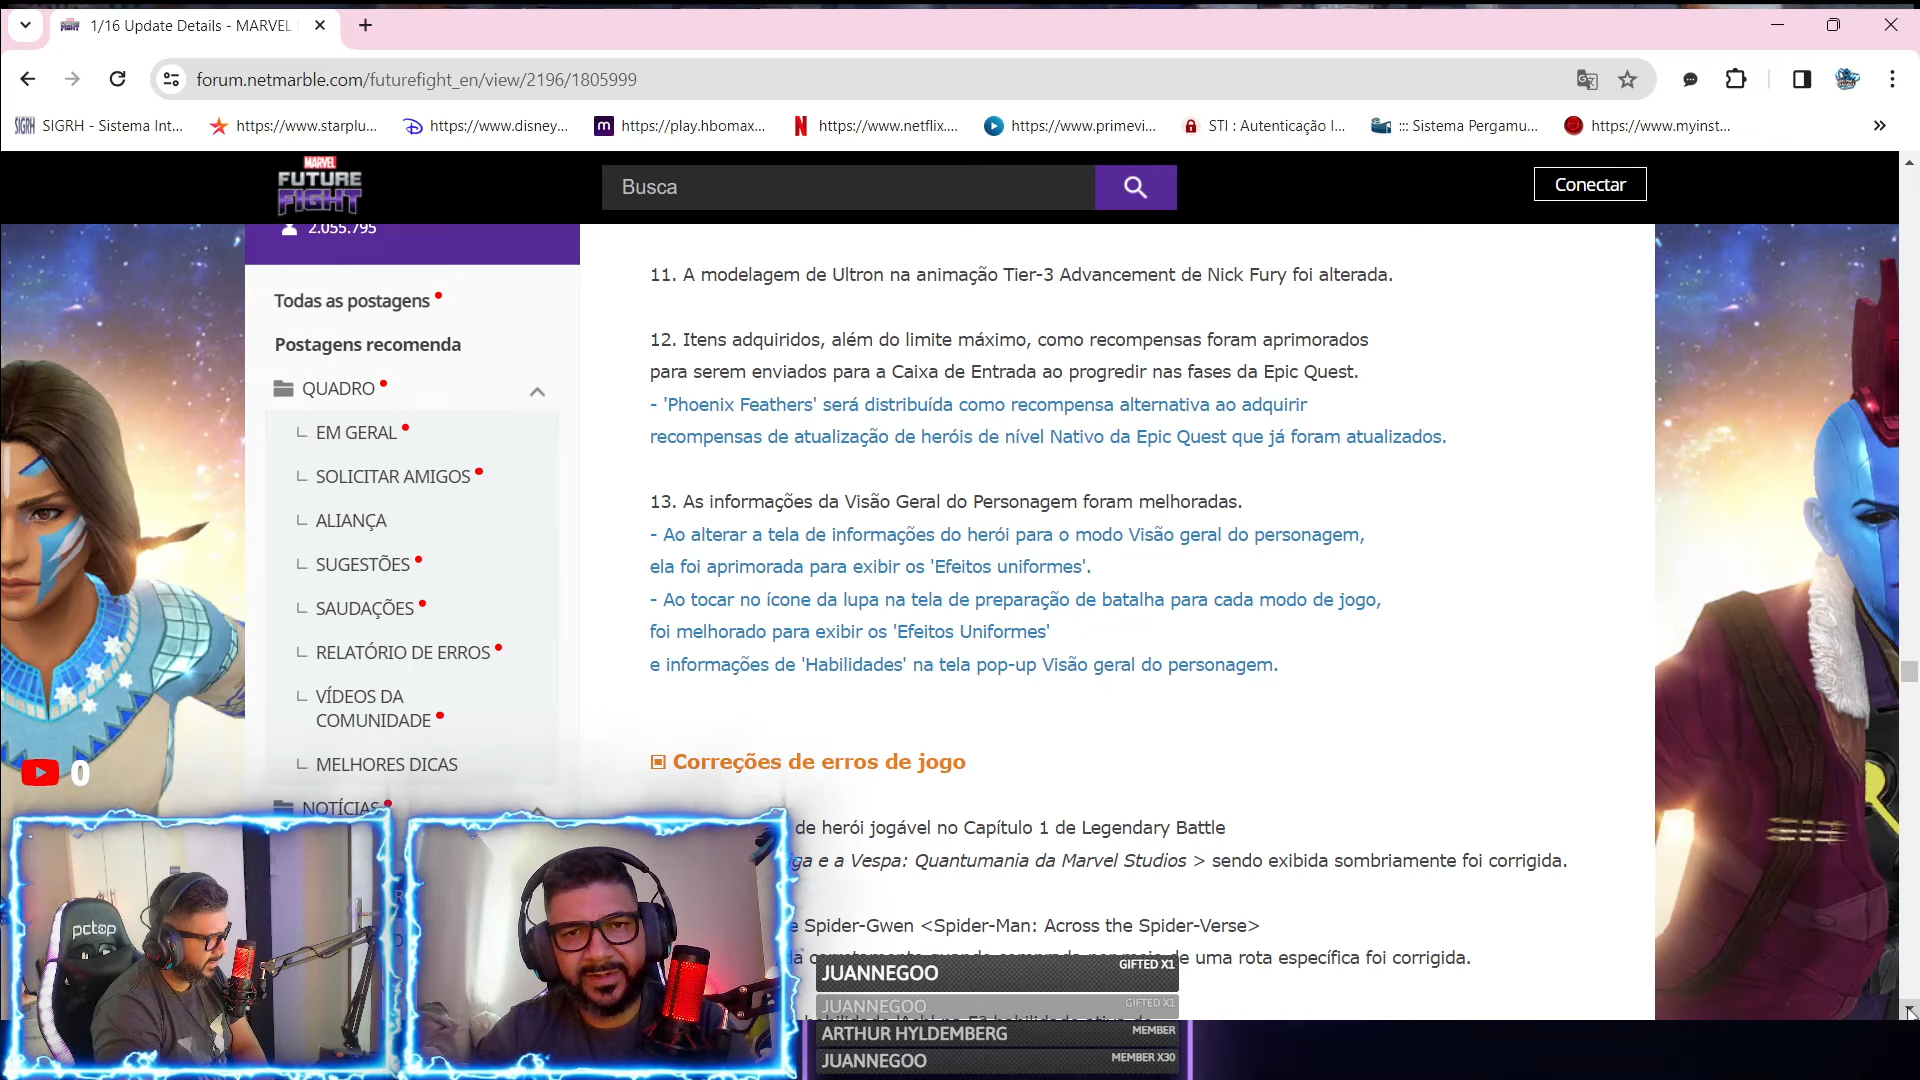 1/16 Update Details - MARVEL
forum.netmarble.com/futurefight_en/view/2196/1805999
SIGRH - Sistema Int...
https://www.starplu...
https://www.disney...
https://play.hbomax...
https://www.netflix....
https://www.primevi...
STI : Autenticação I...
::: Sistema Pergamu...
https://www.myinst...
MARVEL
FUTURE
FIGHT
Busca
Conectar
2.055.795
Todas as postagens
Postagens recomenda
QUADRO
EM GERAL
SOLICITAR AMIGOS
ALIANÇA
SUGESTÕES
SAUDAÇÕES
RELATÓRIO DE ERROS
VÍDEOS DA
COMUNIDADE
MELHORES DICAS
NOTÍCIAS
11. A modelagem de Ultron na animação Tier-3 Advancement de Nick Fury foi alterada.
12. Itens adquiridos, além do limite máximo, como recompensas foram aprimorados
para serem enviados para a Caixa de Entrada ao progredir nas fases da Epic Quest.
- 'Phoenix Feathers' será distribuída como recompensa alternativa ao adquirir
recompensas de atualização de heróis de nível Nativo da Epic Quest que já foram atualizados.
13. As informações da Visão Geral do Personagem foram melhoradas.
- Ao alterar a tela de informações do herói para o modo Visão geral do personagem,
ela foi aprimorada para exibir os 'Efeitos uniformes'.
- Ao tocar no ícone da lupa na tela de preparação de batalha para cada modo de jogo,
foi melhorado para exibir os 'Efeitos Uniformes'
e informações de 'Habilidades' na tela pop-up Visão geral do personagem.
Correções de erros de jogo
de herói jogável no Capítulo 1 de Legendary Battle
e a Vespa: Quantumania da Marvel Studios > sendo exibida sombriamente foi corrigida.
Spider-Gwen <Spider-Man: Across the Spider-Verse>
de uma rota específica foi corrigida.
0
pctop
JUANNEGOO GIFTED X1
JUANNEGOO GIFTED X1
ARTHUR HYLDEMBERG MEMBER
JUANNEGOO MEMBER X30